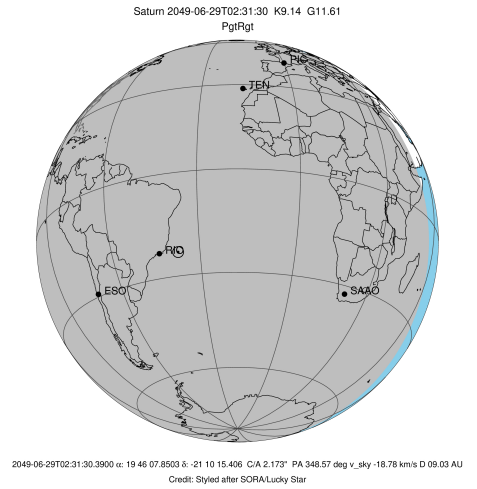 Saturn 2049-06-29T02:31:30  K9.14  G11.61
PgtRgt
PIC
TEN
RIO
ESO
SAAO
2049-06-29T02:31:30.3900 α: 19 46 07.8503 δ: -21 10 15.406  C/A 2.173"  PA 348.57 deg v_sky -18.78 km/s D 09.03 AU
Credit: Styled after SORA/Lucky Star